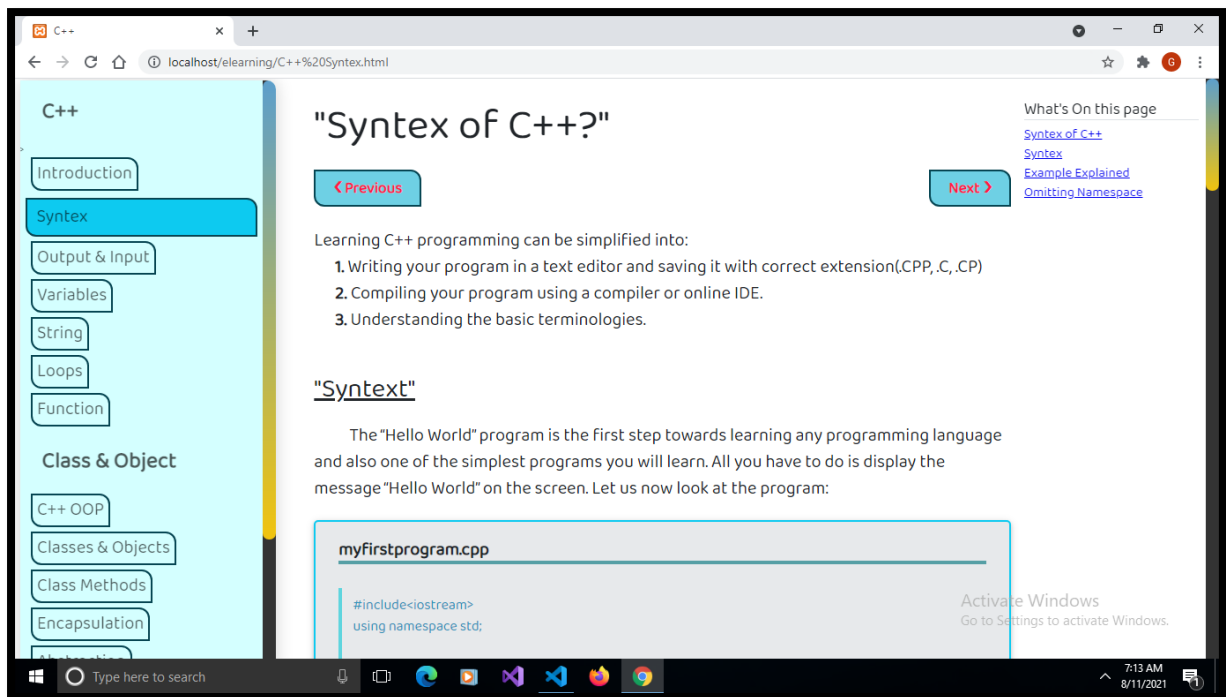 C++
localhost/elearning/C++%20Syntex.html
G
C++
>
Introduction
Syntex
Output & Input
Variables
String
Loops
Function
Class & Object
C++ OOP
Classes & Objects
Class Methods
Encapsulation
Abstraction
"Syntex of C++?"
❮ Previous
Next ❯
Learning C++ programming can be simplified into:
1. Writing your program in a text editor and saving it with correct extension(.CPP, .C, .CP)
2. Compiling your program using a compiler or online IDE.
3. Understanding the basic terminologies.
"Syntext"
The "Hello World" program is the first step towards learning any programming language
and also one of the simplest programs you will learn. All you have to do is display the
message "Hello World" on the screen. Let us now look at the program:
myfirstprogram.cpp
#include<iostream>
using namespace std;
What's On this page
Syntex of C++
Syntex
Example Explained
Omitting Namespace
Activate Windows
Go to Settings to activate Windows.
Type here to search
7:13 AM
8/11/2021
1